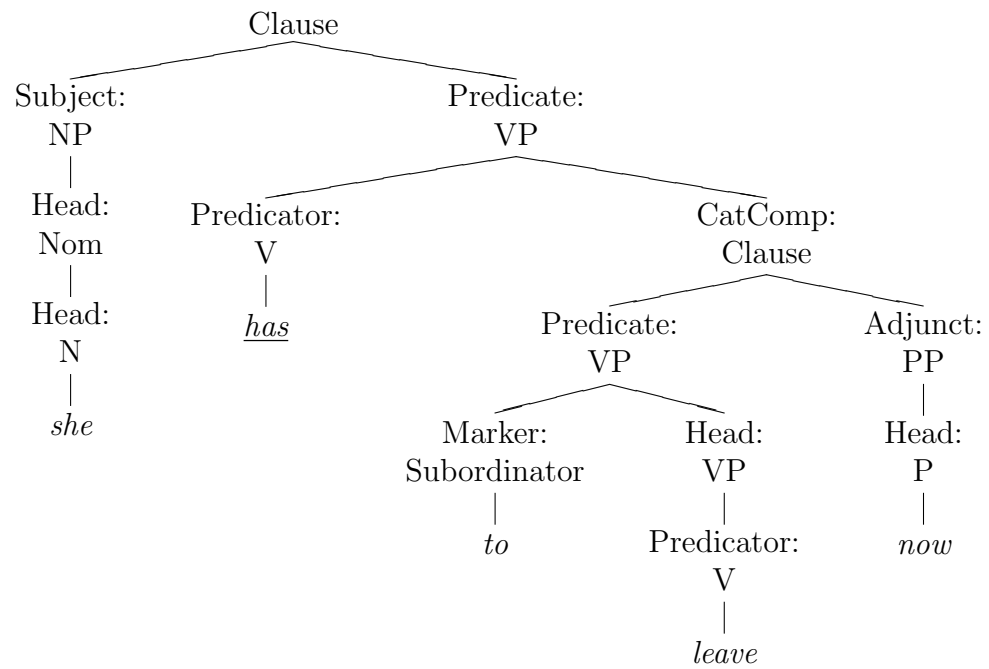 Clause
Subject: Predicate:
NP VP
Head: Predicator: CatComp:
Nom V Clause
Head: has Predicate: Adjunct:
N VP PP
she Marker: Head: Head:
Subordinator VP P
to Predicator: now
V
leave